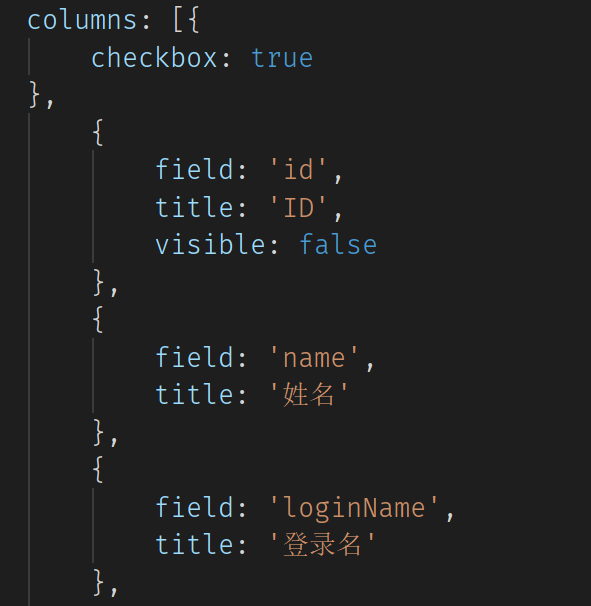 columns: [{
    checkbox: true
},
    {
        field: 'id',
        title: 'ID',
        visible: false
    },
    {
        field: 'name',
        title: '姓名'
    },
    {
        field: 'loginName',
        title: '登录名'
    },